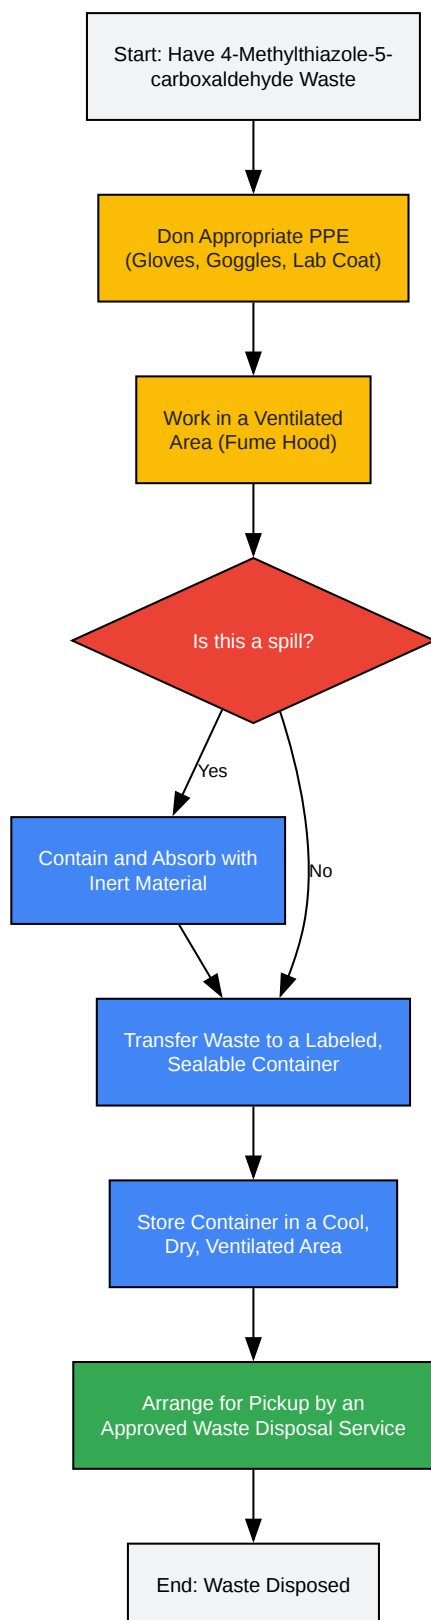 Start: Have 4-Methylthiazole-5-
carboxaldehyde Waste
Don Appropriate PPE
(Gloves, Goggles, Lab Coat)
Work in a Ventilated
Area (Fume Hood)
Is this a spill?
Yes
Contain and Absorb with
Inert Material
No
Transfer Waste to a Labeled,
Sealable Container
Store Container in a Cool,
Dry, Ventilated Area
Arrange for Pickup by an
Approved Waste Disposal Service
End: Waste Disposed